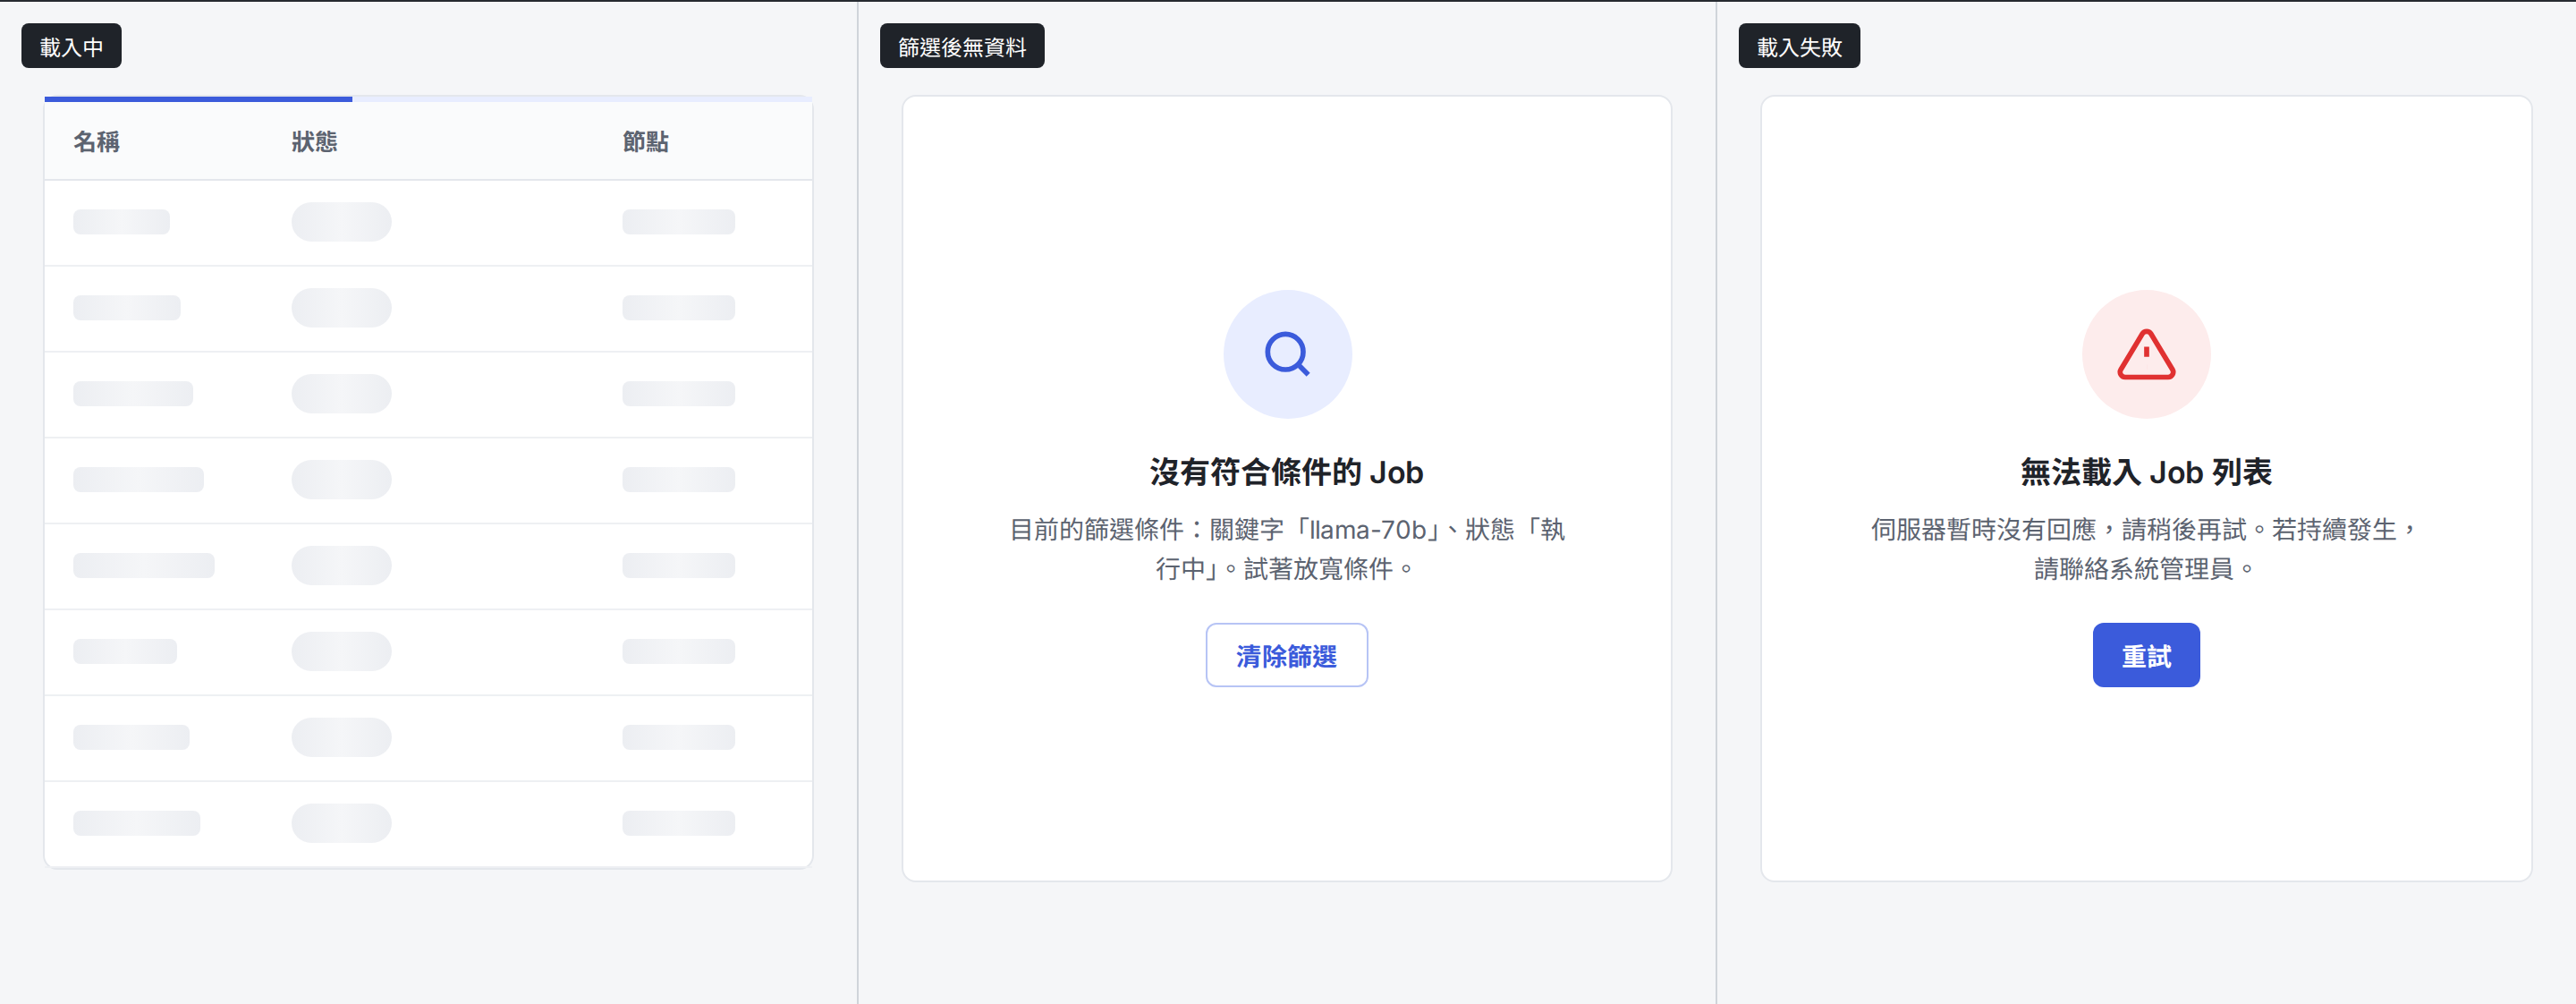 載入中
名稱 狀態 節點
篩選後無資料
沒有符合條件的 Job
目前的篩選條件：關鍵字「llama-70b」、狀態「執
行中」。試著放寬條件。
清除篩選
載入失敗
無法載入 Job 列表
伺服器暫時沒有回應，請稍後再試。若持續發生，
請聯絡系統管理員。
重試